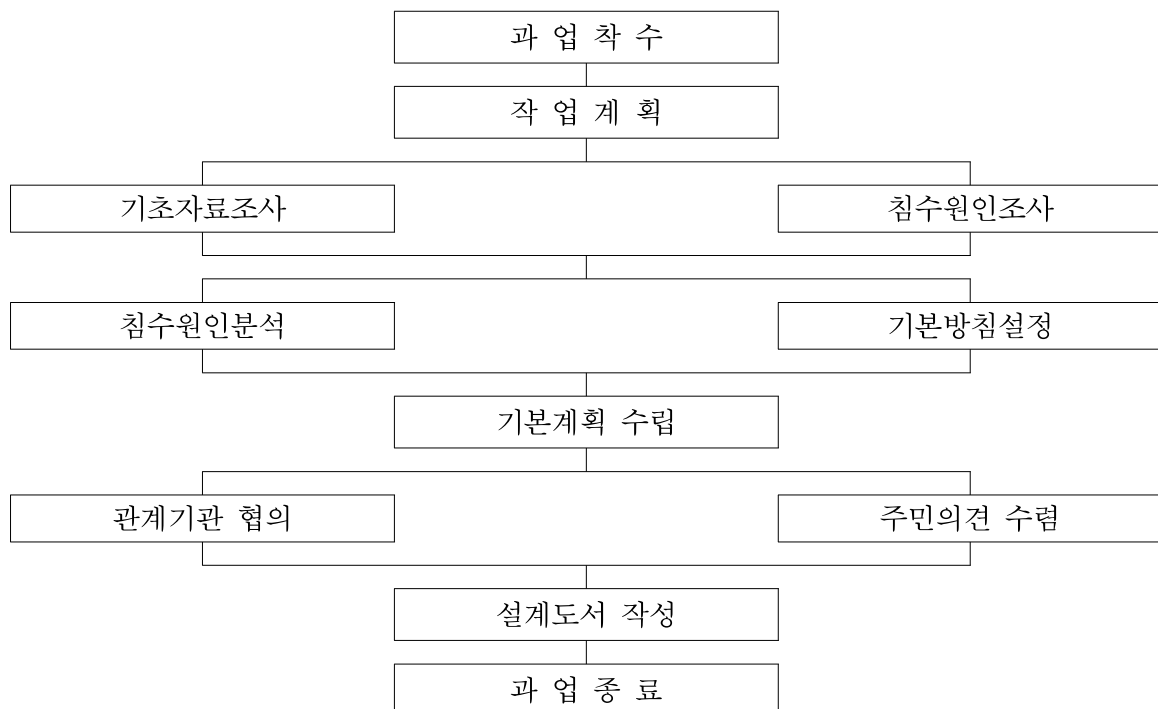 과 업 착 수
작 업 계 획
기초자료조사
침수원인조사
침수원인분석
기본방침설정
기본계획 수립
관계기관 협의
주민의견 수렴
설계도서 작성
과 업 종 료